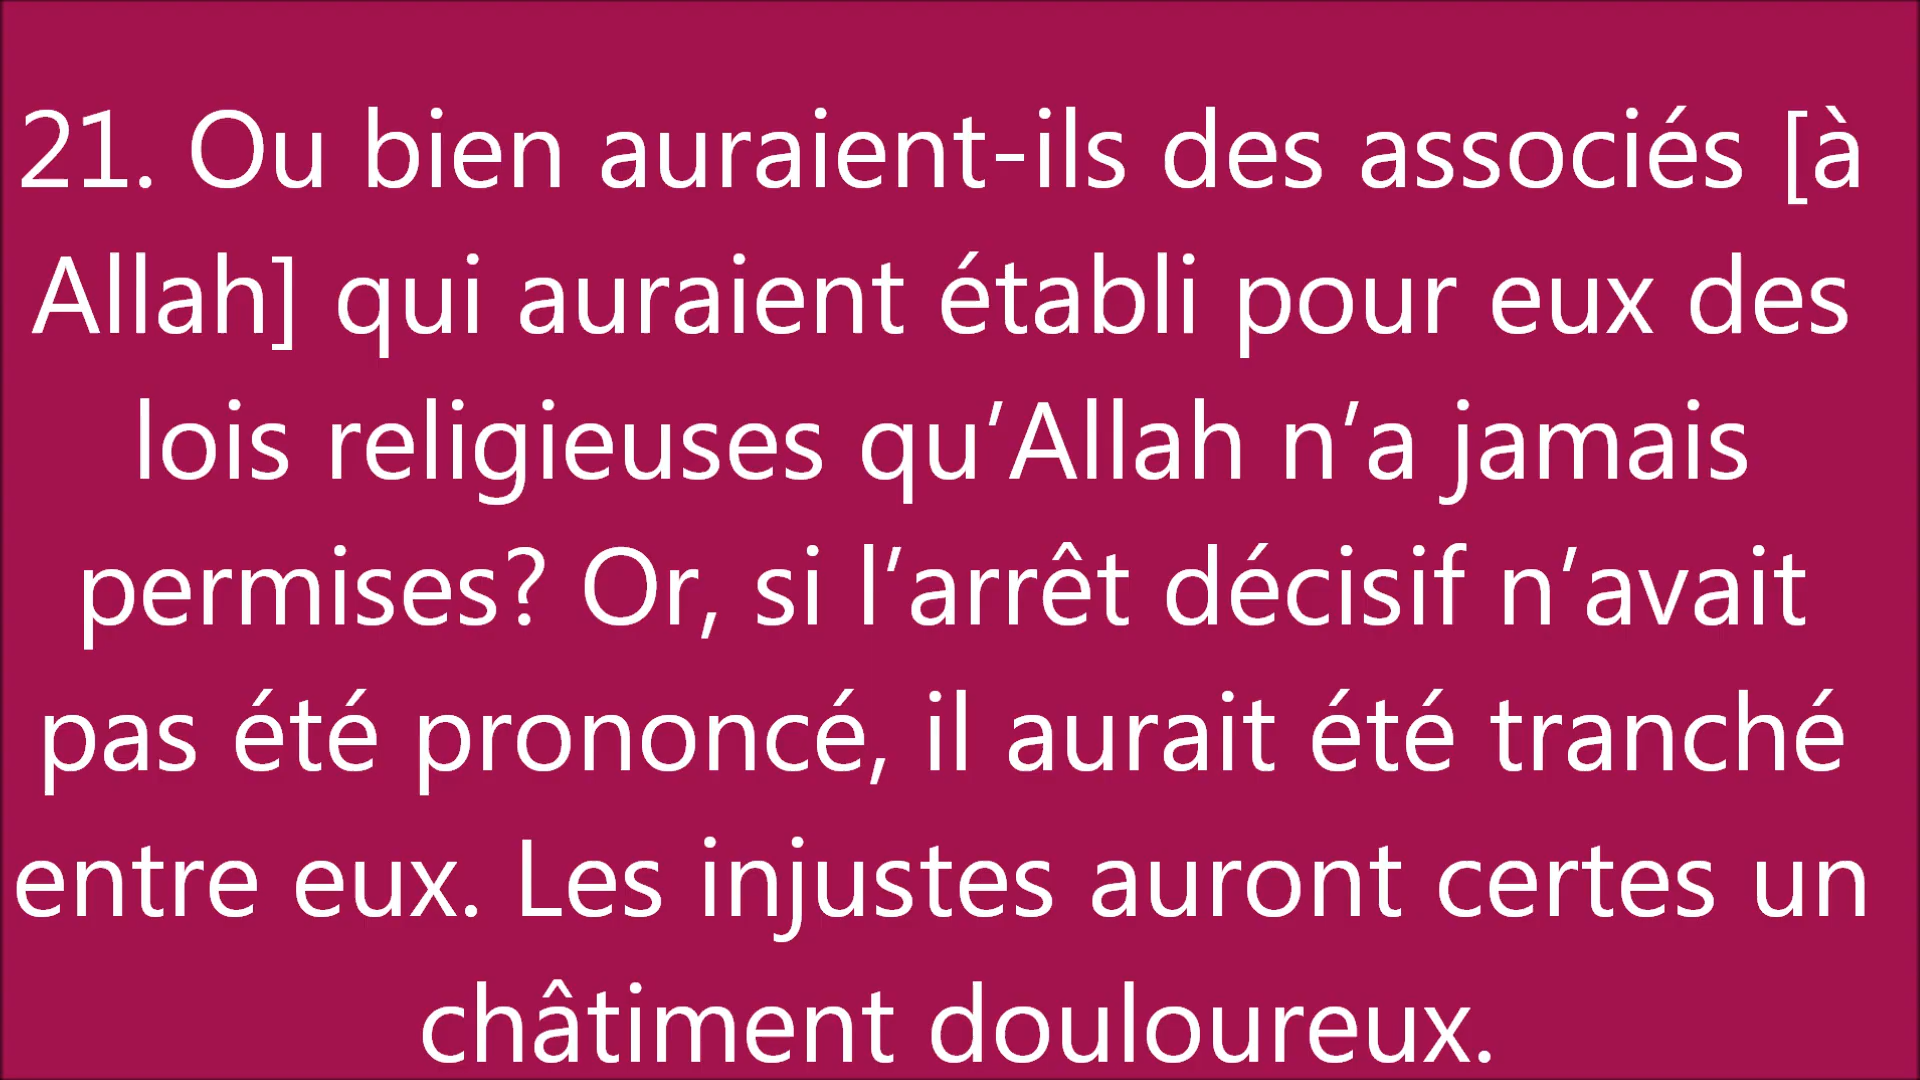 21. Ou bien auraient-ils des associés [à
Allah] qui auraient établi pour eux des
lois religieuses qu’Allah n’a jamais
permises? Or, si l’arrêt décisif n’avait
pas été prononcé, il aurait été tranché
entre eux. Les injustes auront certes un
châtiment douloureux.